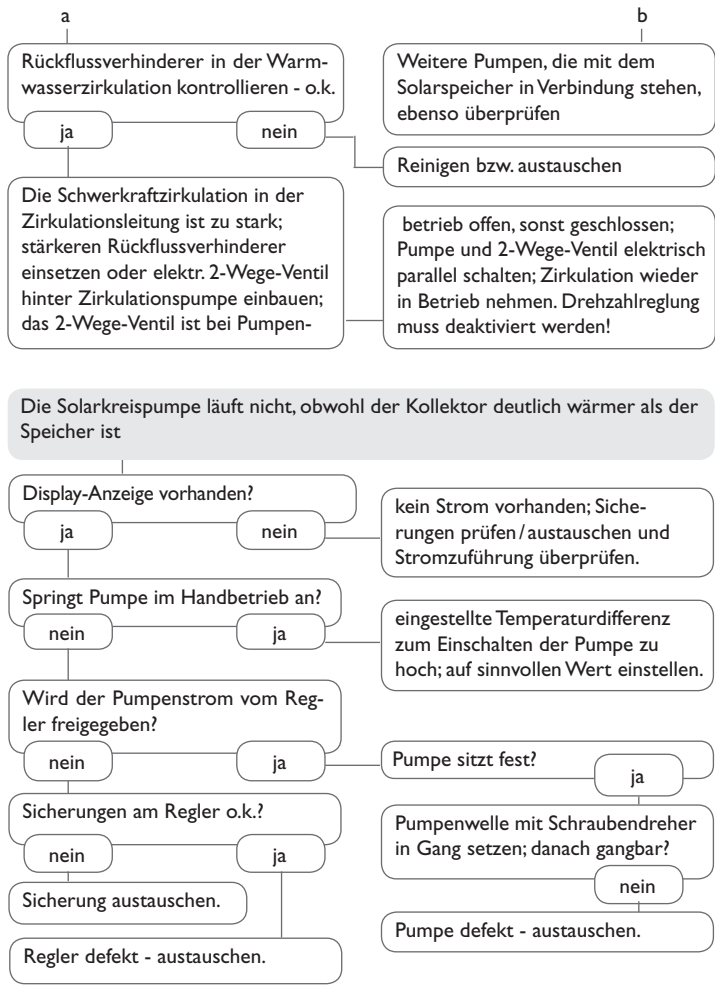 a
b
Rückflussverhinderer in der Warm-
wasserzirkulation kontrollieren - o.k.
ja
nein
Weitere Pumpen, die mit dem
Solarspeicher in Verbindung stehen,
ebenso überprüfen
Reinigen bzw. austauschen
Die Schwerkraftzirkulation in der
Zirkulationsleitung ist zu stark;
stärkeren Rückflussverhinderer
einsetzen oder elektr. 2-Wege-Ventil
hinter Zirkulationspumpe einbauen;
das 2-Wege-Ventil ist bei Pumpen-
betrieb offen, sonst geschlossen;
Pumpe und 2-Wege-Ventil elektrisch
parallel schalten; Zirkulation wieder
in Betrieb nehmen. Drehzahlreglung
muss deaktiviert werden!
Die Solarkreispumpe läuft nicht, obwohl der Kollektor deutlich wärmer als der
Speicher ist
Display-Anzeige vorhanden?
ja
nein
kein Strom vorhanden; Siche-
rungen prüfen/austauschen und
Stromzuführung überprüfen.
Springt Pumpe im Handbetrieb an?
nein
ja
eingestellte Temperaturdifferenz
zum Einschalten der Pumpe zu
hoch; auf sinnvollen Wert einstellen.
Wird der Pumpenstrom vom Reg-
ler freigegeben?
nein
ja
Pumpe sitzt fest?
ja
Sicherungen am Regler o.k.?
nein
ja
Pumpenwelle mit Schraubendreher
in Gang setzen; danach gangbar?
nein
Sicherung austauschen.
Pumpe defekt - austauschen.
Regler defekt - austauschen.